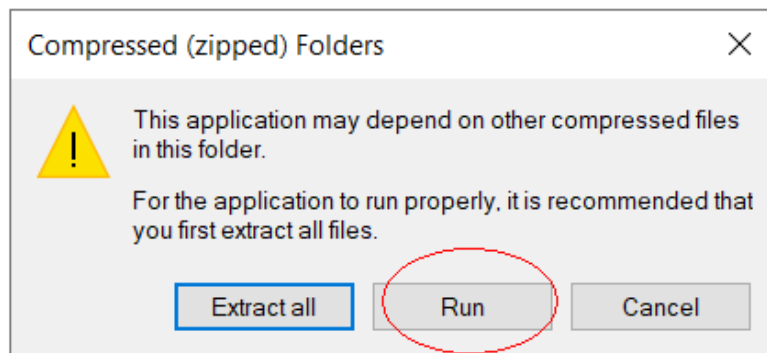 Compressed (zipped) Folders
This application may depend on other compressed files
in this folder.
For the application to run properly, it is recommended that
you first extract all files.
Extract all Run Cancel